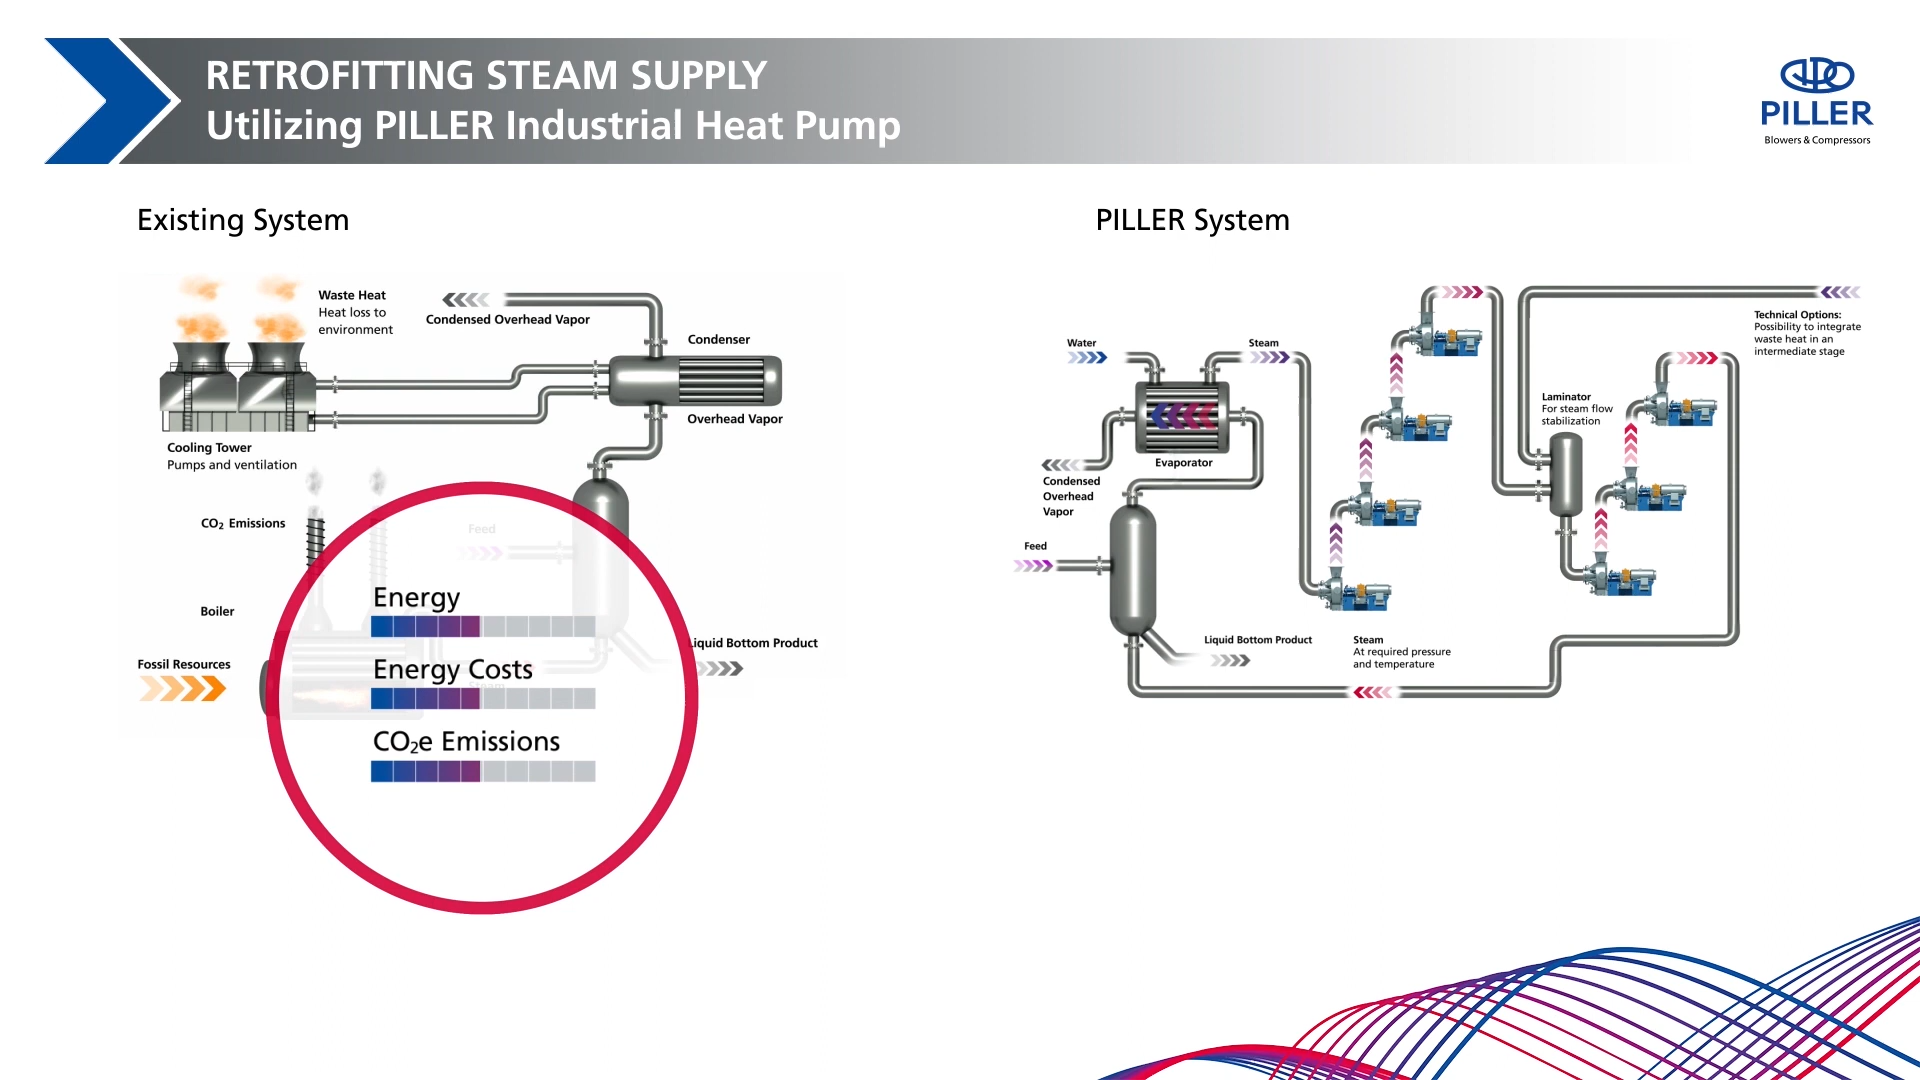 RETROFITTING STEAM SUPPLY
Utilizing PILLER Industrial Heat Pump
PILLER
Blowers & Compressors
Existing System
Waste Heat
Heat loss to
environment
Condensed Overhead Vapor
Condenser
Overhead Vapor
Cooling Tower
Pumps and ventilation
CO₂ Emissions
Feed
Boiler
Fossil Resources
Liquid Bottom Product
Steam
Energy
Energy Costs
CO₂e Emissions
PILLER System
Water
Steam
Evaporator
Condensed
Overhead
Vapor
Feed
Liquid Bottom Product
Steam
At required pressure
and temperature
Laminator
For steam flow
stabilization
Technical Options:
Possibility to integrate
waste heat in an
intermediate stage